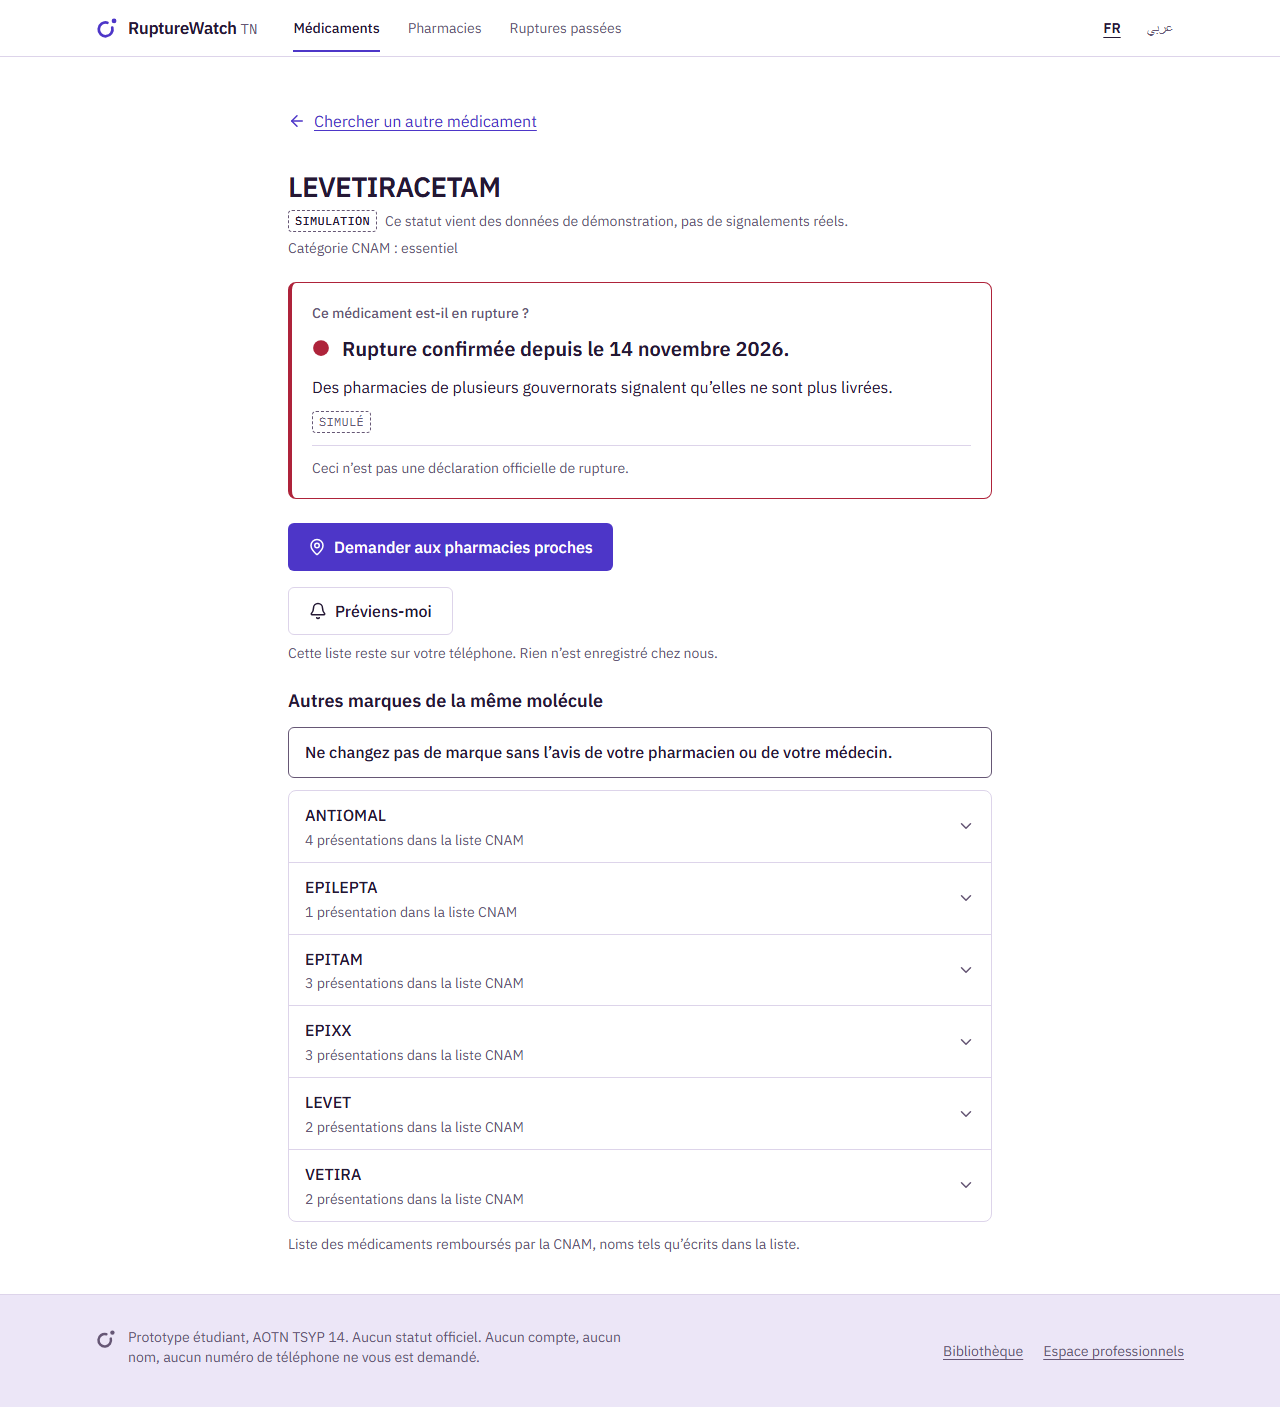 RuptureWatch TN
Médicaments
Pharmacies
Ruptures passées
FR
عربي
Chercher un autre médicament
LEVETIRACETAM
SIMULATION Ce statut vient des données de démonstration, pas de signalements réels.
Catégorie CNAM : essentiel
Ce médicament est-il en rupture ?
Rupture confirmée depuis le 14 novembre 2026.
Des pharmacies de plusieurs gouvernorats signalent qu’elles ne sont plus livrées.
SIMULÉ
Ceci n’est pas une déclaration officielle de rupture.
Demander aux pharmacies proches
Préviens-moi
Cette liste reste sur votre téléphone. Rien n’est enregistré chez nous.
Autres marques de la même molécule
Ne changez pas de marque sans l’avis de votre pharmacien ou de votre médecin.
ANTIOMAL
4 présentations dans la liste CNAM
EPILEPTA
1 présentation dans la liste CNAM
EPITAM
3 présentations dans la liste CNAM
EPIXX
3 présentations dans la liste CNAM
LEVET
2 présentations dans la liste CNAM
VETIRA
2 présentations dans la liste CNAM
Liste des médicaments remboursés par la CNAM, noms tels qu’écrits dans la liste.
Prototype étudiant, AOTN TSYP 14. Aucun statut officiel. Aucun compte, aucun
nom, aucun numéro de téléphone ne vous est demandé.
Bibliothèque
Espace professionnels